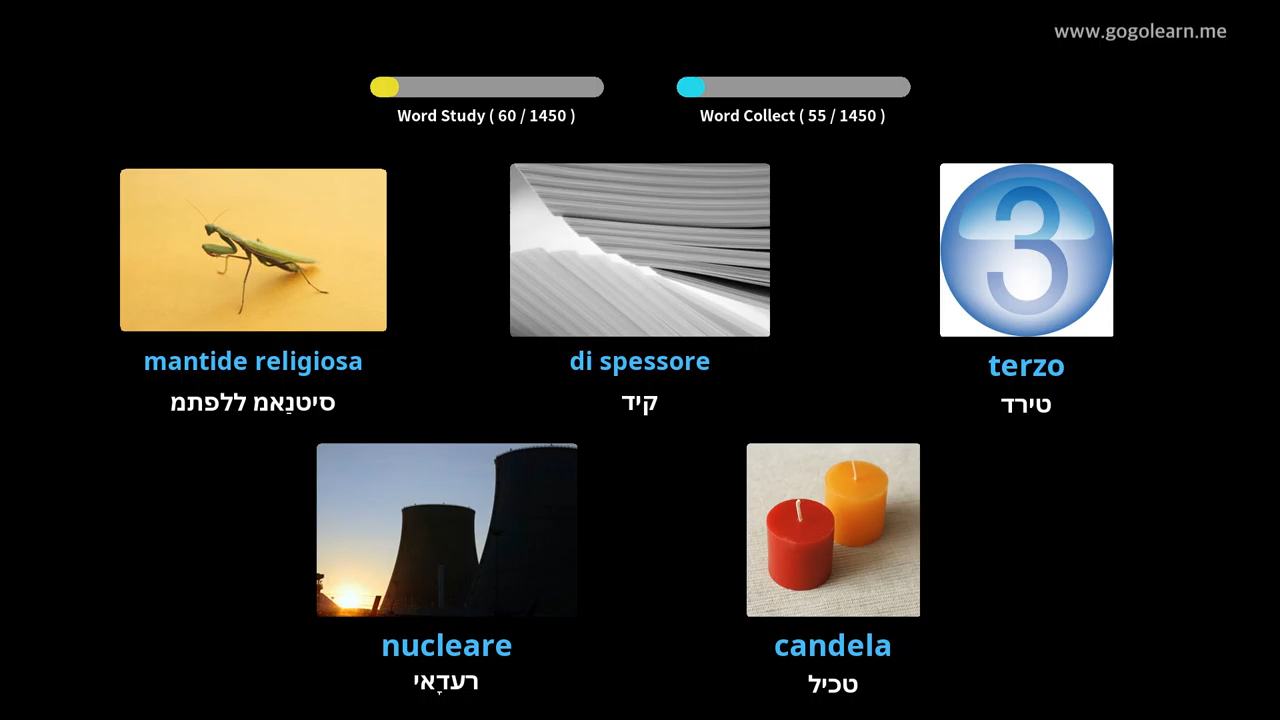 www.gogolearn.me
Word Study ( 60 / 1450 )
Word Collect ( 55 / 1450 )
mantide religiosa
סיטנַאמ ללפתמ
di spessore
קיד
terzo
טירד
nucleare
רעדָאי
candela
טכיל